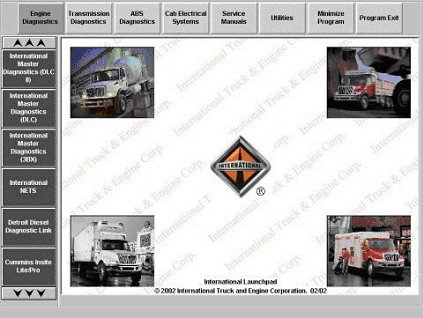 Engine
Diagnostics
Transmission
Diagnostics
ABS
Diagnostics
Cab Electrical
Systems
Service
Manuals
Utilities
Minimize
Program
Program Exit
International
Master
Diagnostics (DLC
II)
International
Master
Diagnostics
(DLC)
International
Master
Diagnostics
(3BX)
International
NETS
Detroit Diesel
Diagnostic Link
Cummins Insite
Lite/Pro
International Truck & Engine Corp.
INTERNATIONAL
®
International Launchpad
© 2002 International Truck and Engine Corporation. 02/02